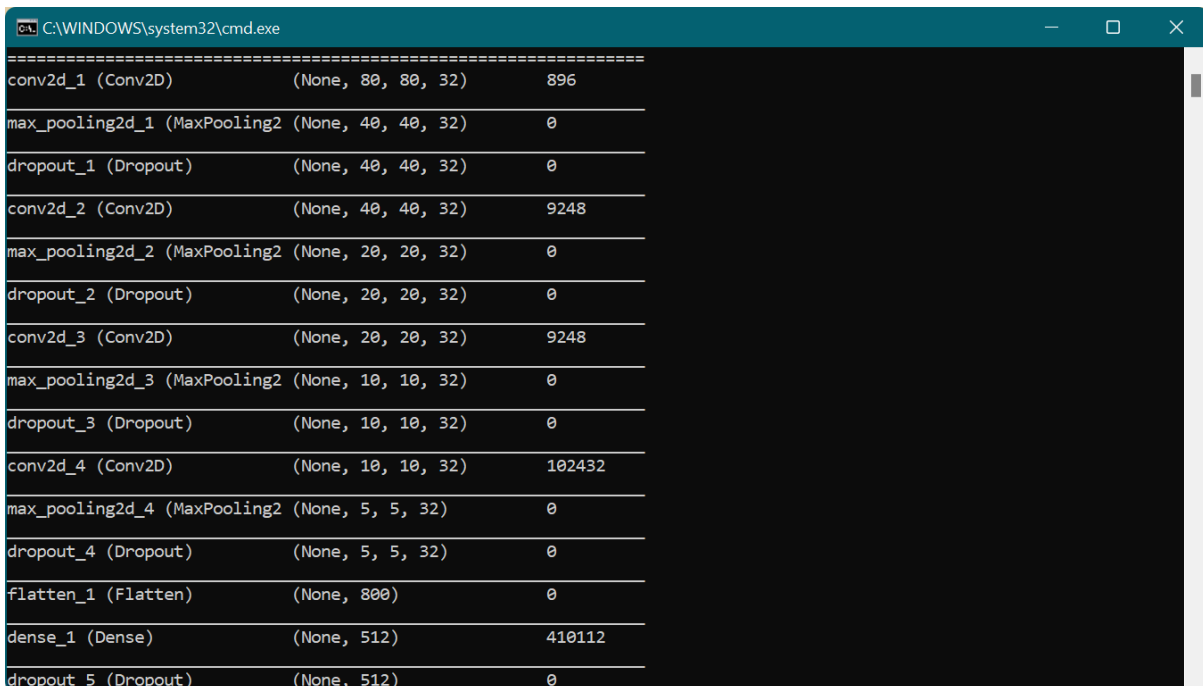 C:\WINDOWS\system32\cmd.exe
=================================================================
conv2d_1 (Conv2D) (None, 80, 80, 32) 896
max_pooling2d_1 (MaxPooling2 (None, 40, 40, 32) 0
dropout_1 (Dropout) (None, 40, 40, 32) 0
conv2d_2 (Conv2D) (None, 40, 40, 32) 9248
max_pooling2d_2 (MaxPooling2 (None, 20, 20, 32) 0
dropout_2 (Dropout) (None, 20, 20, 32) 0
conv2d_3 (Conv2D) (None, 20, 20, 32) 9248
max_pooling2d_3 (MaxPooling2 (None, 10, 10, 32) 0
dropout_3 (Dropout) (None, 10, 10, 32) 0
conv2d_4 (Conv2D) (None, 10, 10, 32) 102432
max_pooling2d_4 (MaxPooling2 (None, 5, 5, 32) 0
dropout_4 (Dropout) (None, 5, 5, 32) 0
flatten_1 (Flatten) (None, 800) 0
dense_1 (Dense) (None, 512) 410112
dropout_5 (Dropout) (None, 512) 0